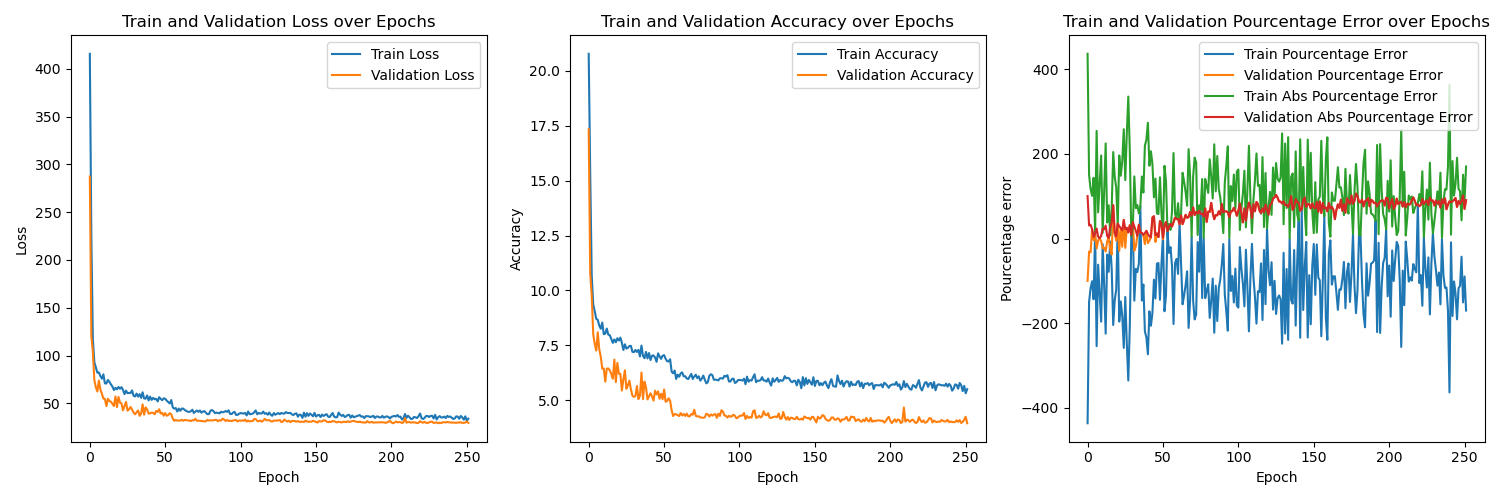 Train and Validation Loss over Epochs
Train Loss
Validation Loss
400
350
300
250
200
150
100
50
Loss
0
50
100
150
200
250
Epoch
Train and Validation Accuracy over Epochs
Train Accuracy
Validation Accuracy
20.0
17.5
15.0
12.5
10.0
7.5
5.0
Accuracy
0
50
100
150
200
250
Epoch
Train and Validation Pourcentage Error over Epochs
Train Pourcentage Error
Validation Pourcentage Error
Train Abs Pourcentage Error
Validation Abs Pourcentage Error
400
200
0
−200
−400
Pourcentage error
0
50
100
150
200
250
Epoch